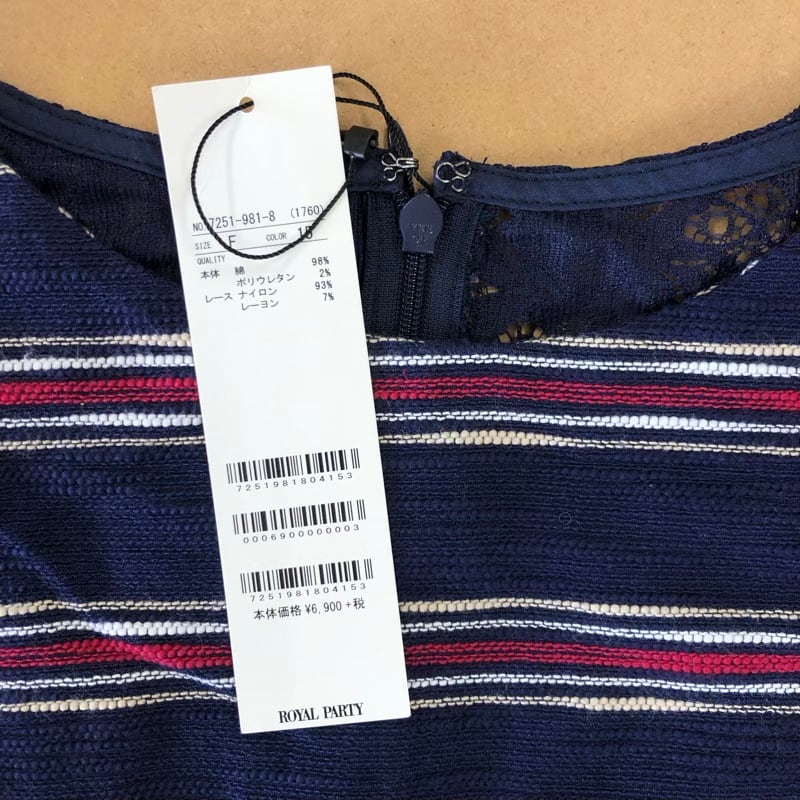 NO.7251-981-8 (1760)
SIZE F COLOR 15
QUALITY
本体 綿 98%
ポリウレタン 2%
レース ナイロン 93%
レーヨン 7%
7251981804153
0006900000003
7251981804153
本体価格 ¥6,900 +税
ROYAL PARTY